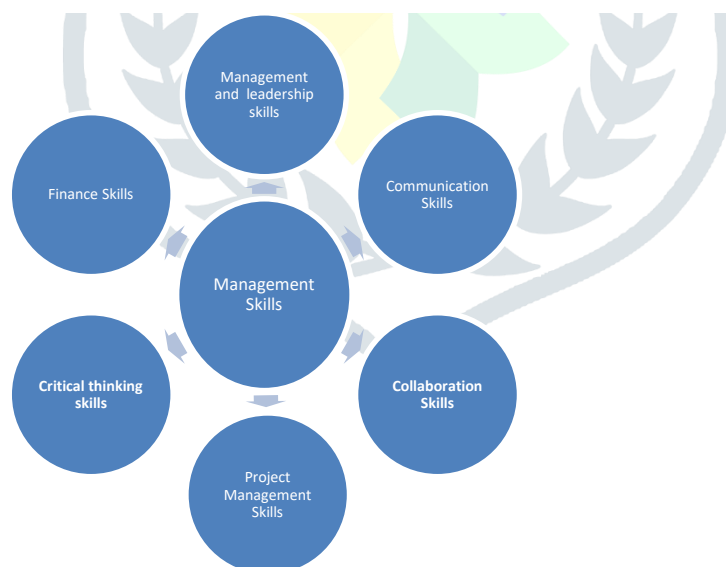 Management
and leadership
skills
Finance Skills
Communication
Skills
Management
Skills
Critical thinking
skills
Collaboration
Skills
Project
Management
Skills